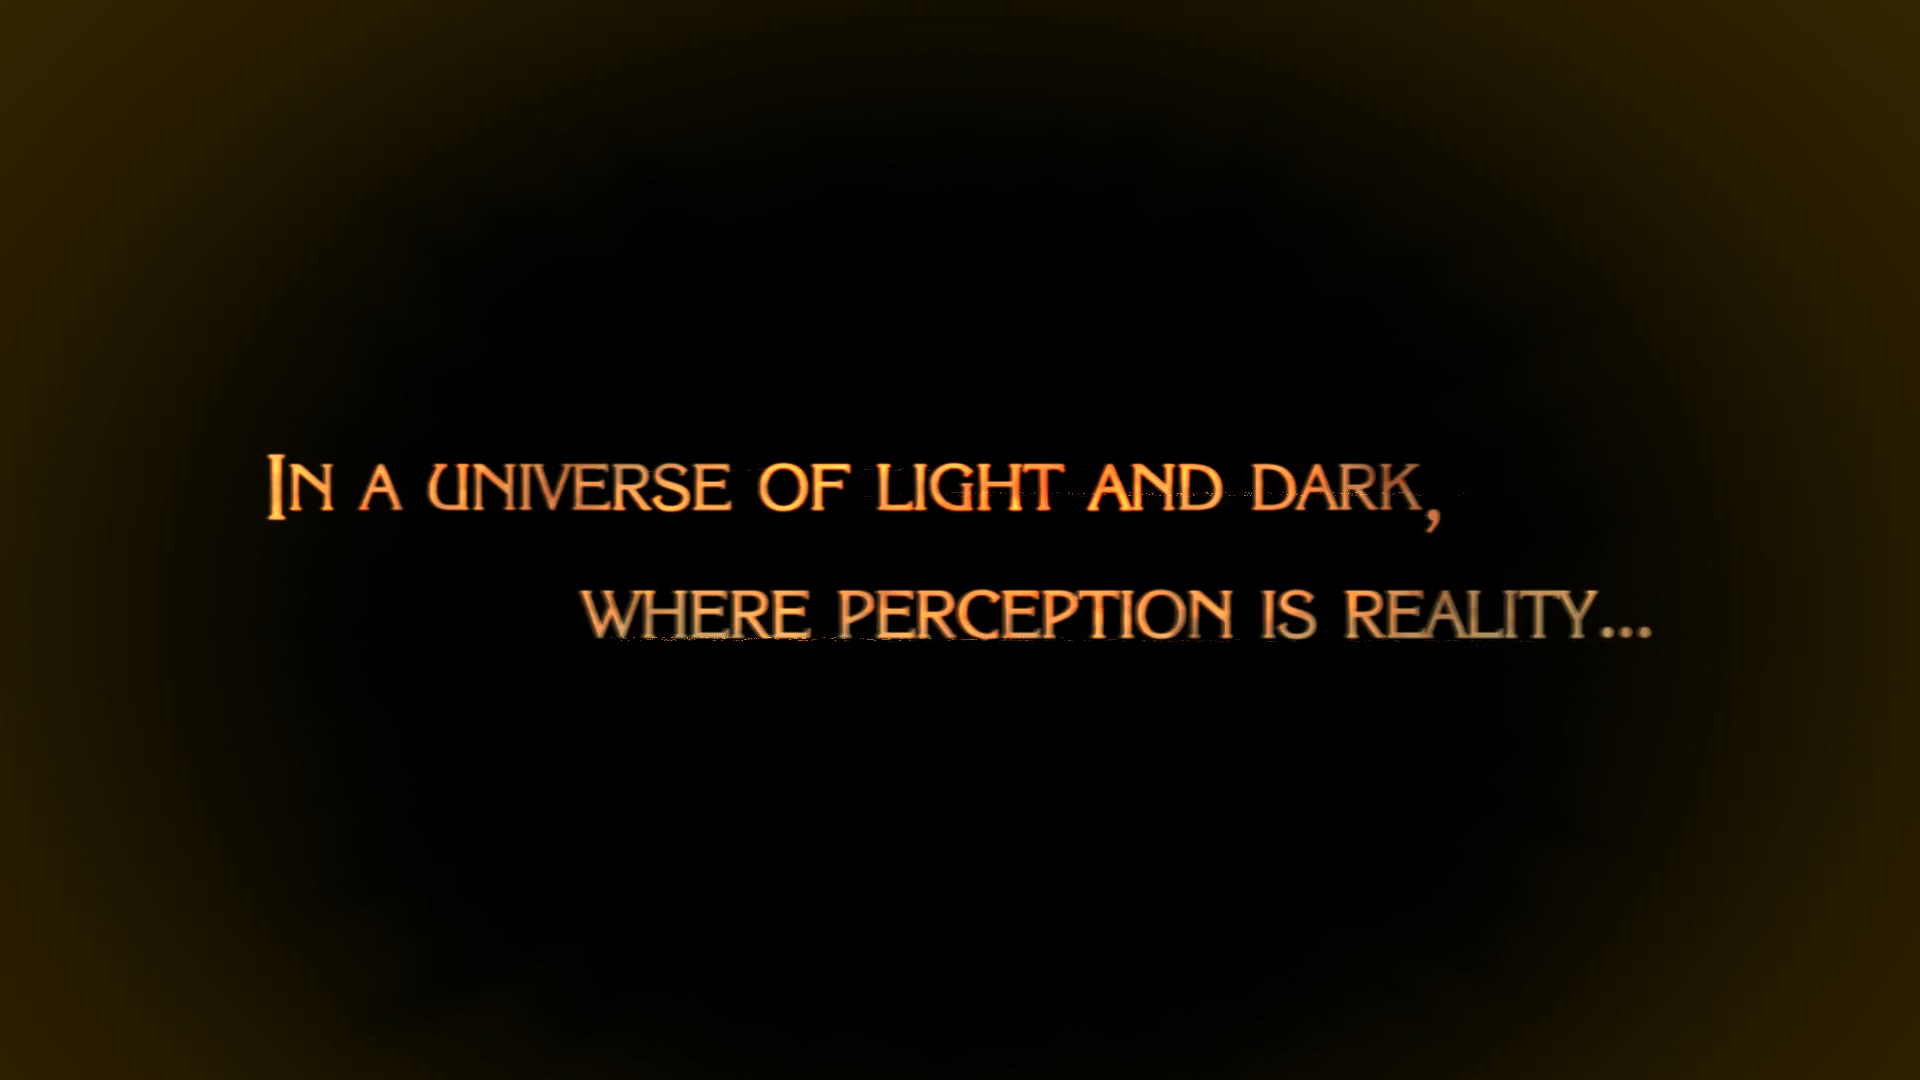 In a universe of light and dark,
where perception is reality...